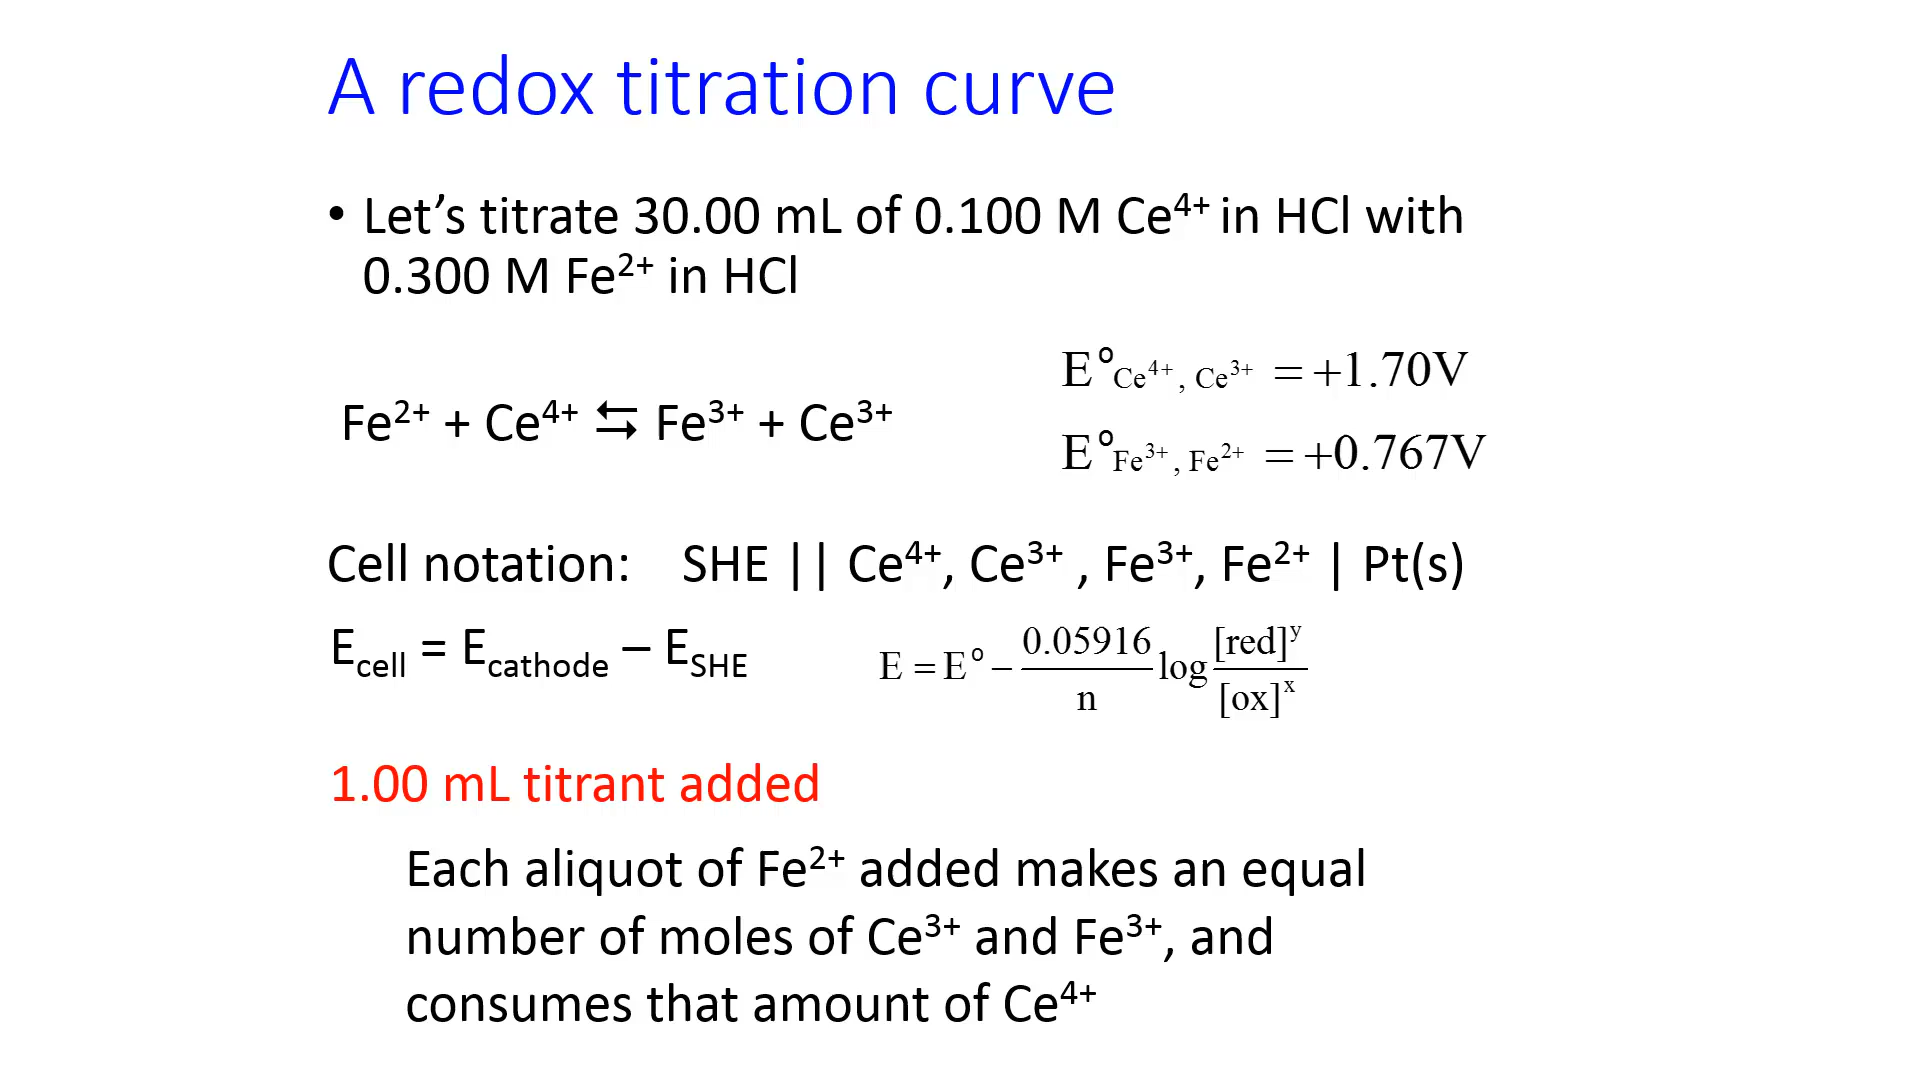 A redox titration curve
• Let’s titrate 30.00 mL of 0.100 M Ce⁴⁺ in HCl with
0.300 M Fe²⁺ in HCl
E°Ce⁴⁺, Ce³⁺ = +1.70V
Fe²⁺ + Ce⁴⁺ ⇆ Fe³⁺ + Ce³⁺
E°Fe³⁺, Fe²⁺ = +0.767V
Cell notation: SHE || Ce⁴⁺, Ce³⁺ , Fe³⁺, Fe²⁺ | Pt(s)
E_cell = E_cathode – E_SHE
E = E° − (0.05916/n) log ([red]^y/[ox]^x)
1.00 mL titrant added
Each aliquot of Fe²⁺ added makes an equal
number of moles of Ce³⁺ and Fe³⁺, and
consumes that amount of Ce⁴⁺